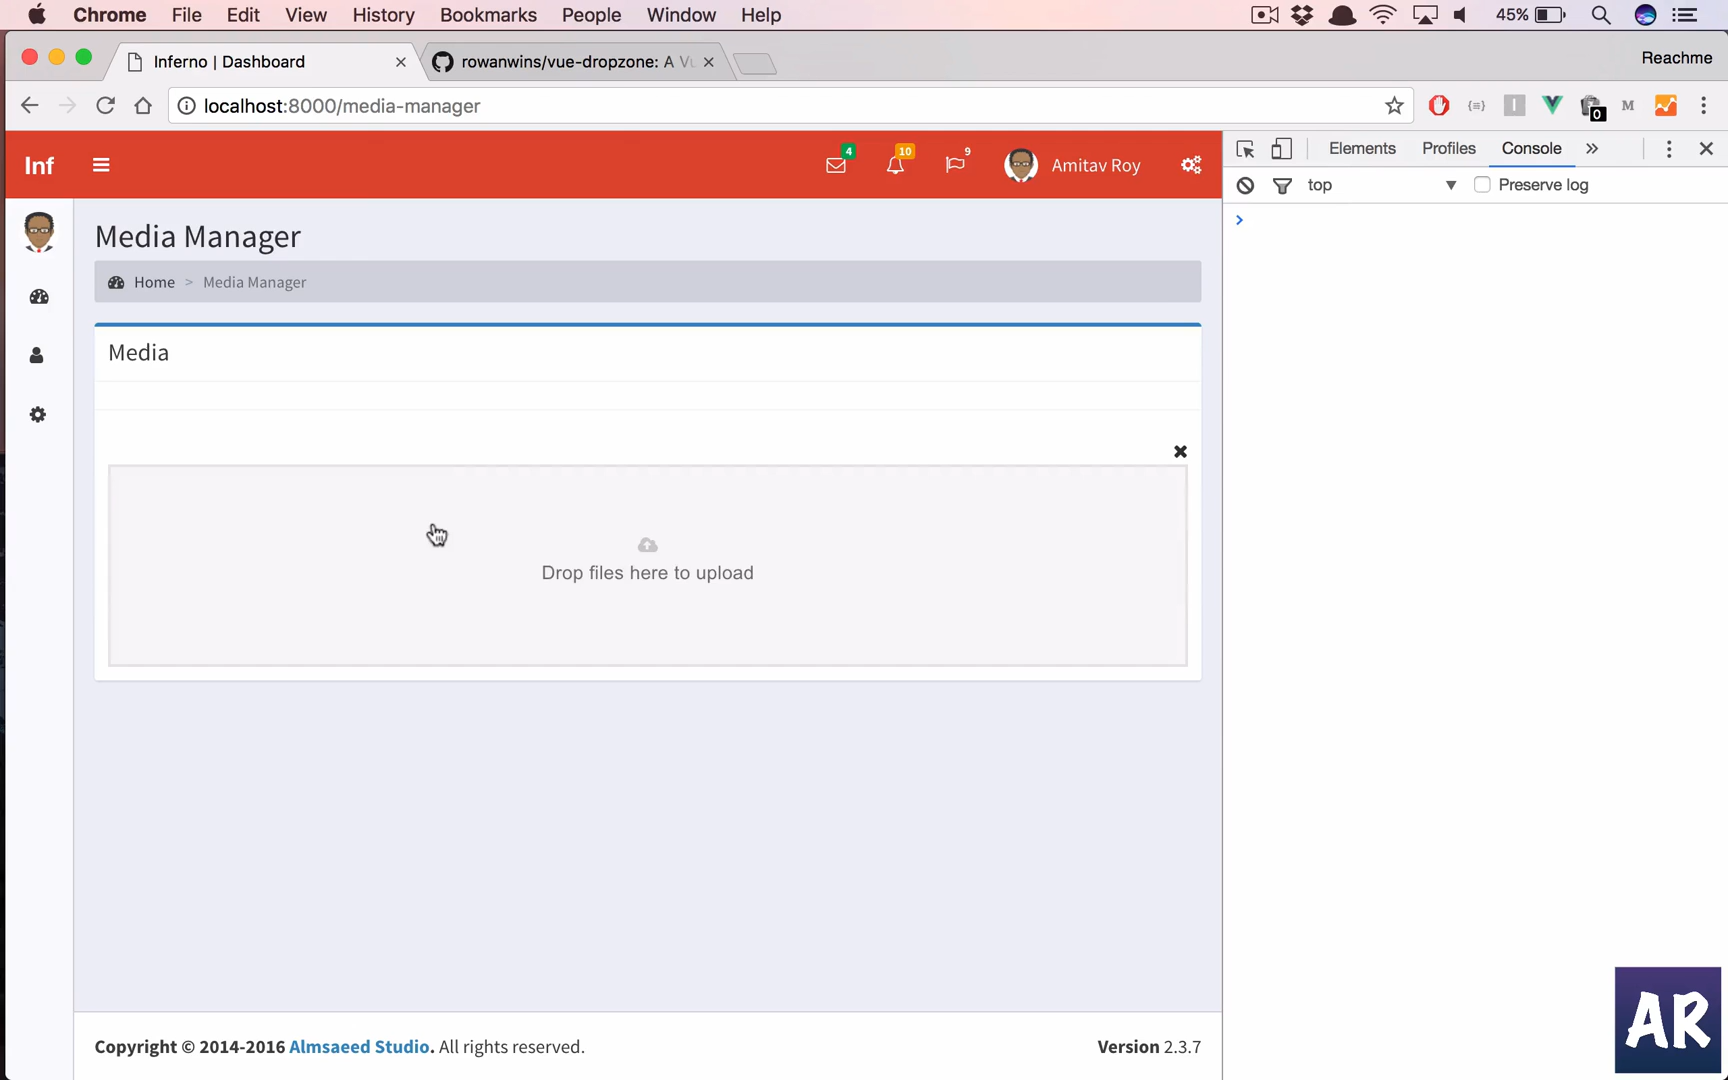 Chrome File Edit View History Bookmarks People Window Help 45%
Inferno | Dashboard rowanwins/vue-dropzone: A Vu Reachme
localhost:8000/media-manager I 0 M
Inf 4 10 9 Amitav Roy
Elements Profiles Console
top Preserve log
Media Manager
Home > Media Manager
Media
Drop files here to upload
Copyright © 2014-2016 Almsaeed Studio. All rights reserved. Version 2.3.7
AR